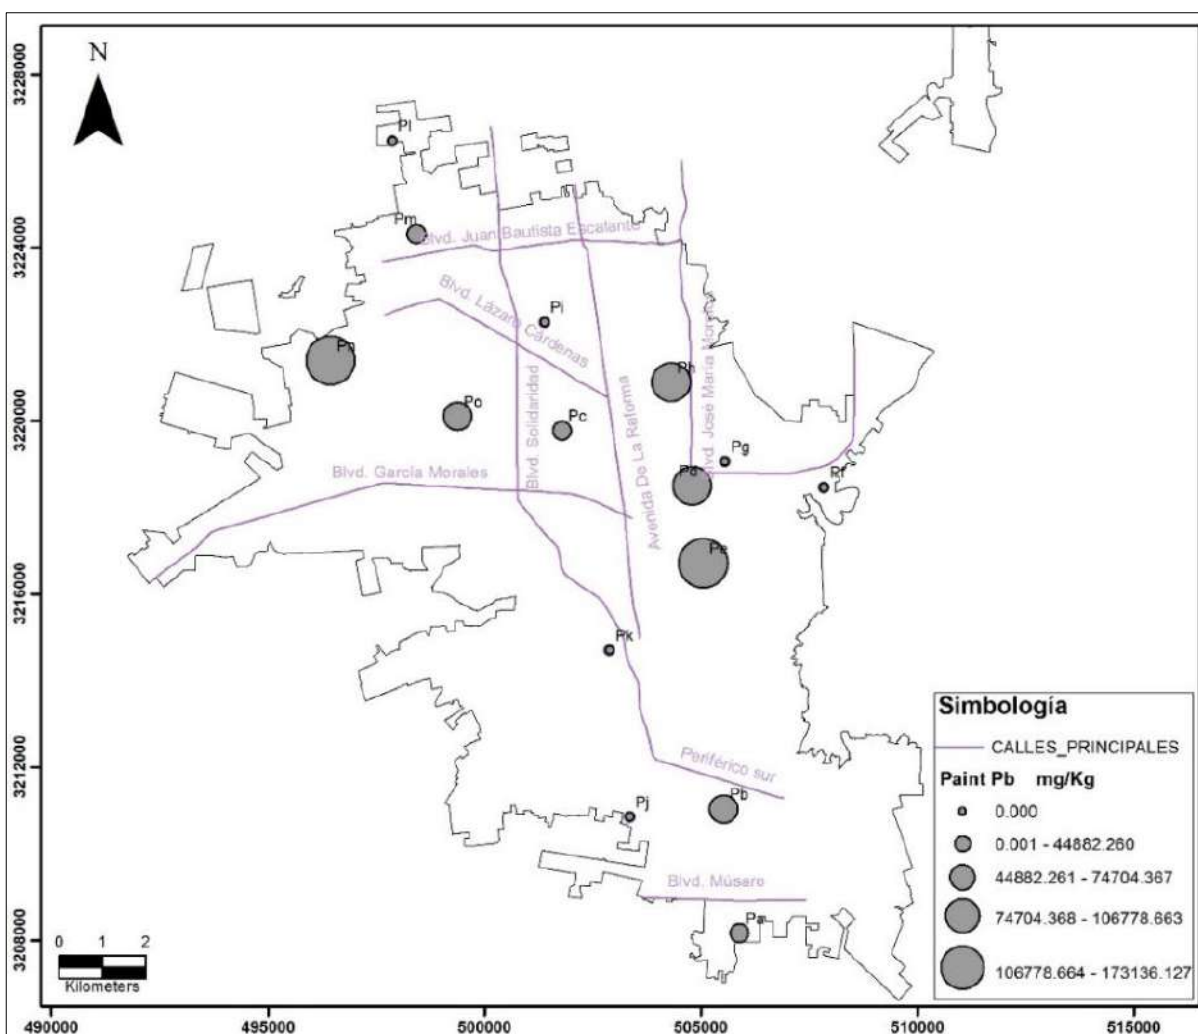 N
3228000
3224000
3220000
3216000
3212000
3208000
Pl
Pm
Blvd. Juan Bautista Escalante
Blvd. Lázaro Cárdenas
Pi
Pn
Ph
Blvd. José María Morelos
Po
Pc
Blvd. Solidaridad
Avenida De La Raforma
Pg
Blvd. García Morales
Pd
Pf
Pe
Pk
Periférico sur
Pj
Pb
Blvd. Músaro
Pa
Simbología
CALLES_PRINCIPALES
Paint Pb mg/Kg
0.000
0.001 - 44882.260
44882.261 - 74704.367
74704.368 - 106778.663
106778.664 - 173136.127
0 1 2
Kilometers
490000 495000 500000 505000 510000 515000